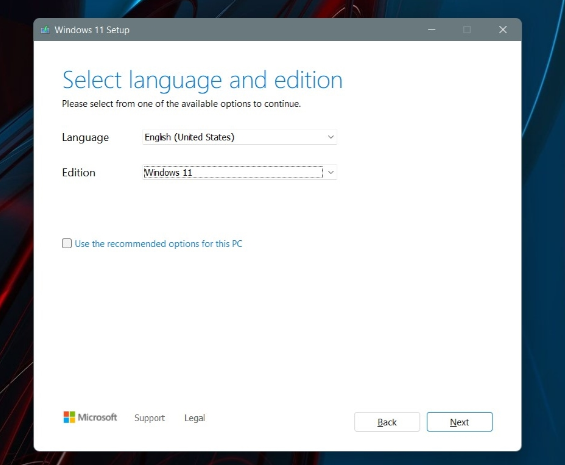 Windows 11 Setup
Select language and edition
Please select from one of the available options to continue.
Language English (United States)
Edition Windows 11
Use the recommended options for this PC
Microsoft Support Legal Back Next